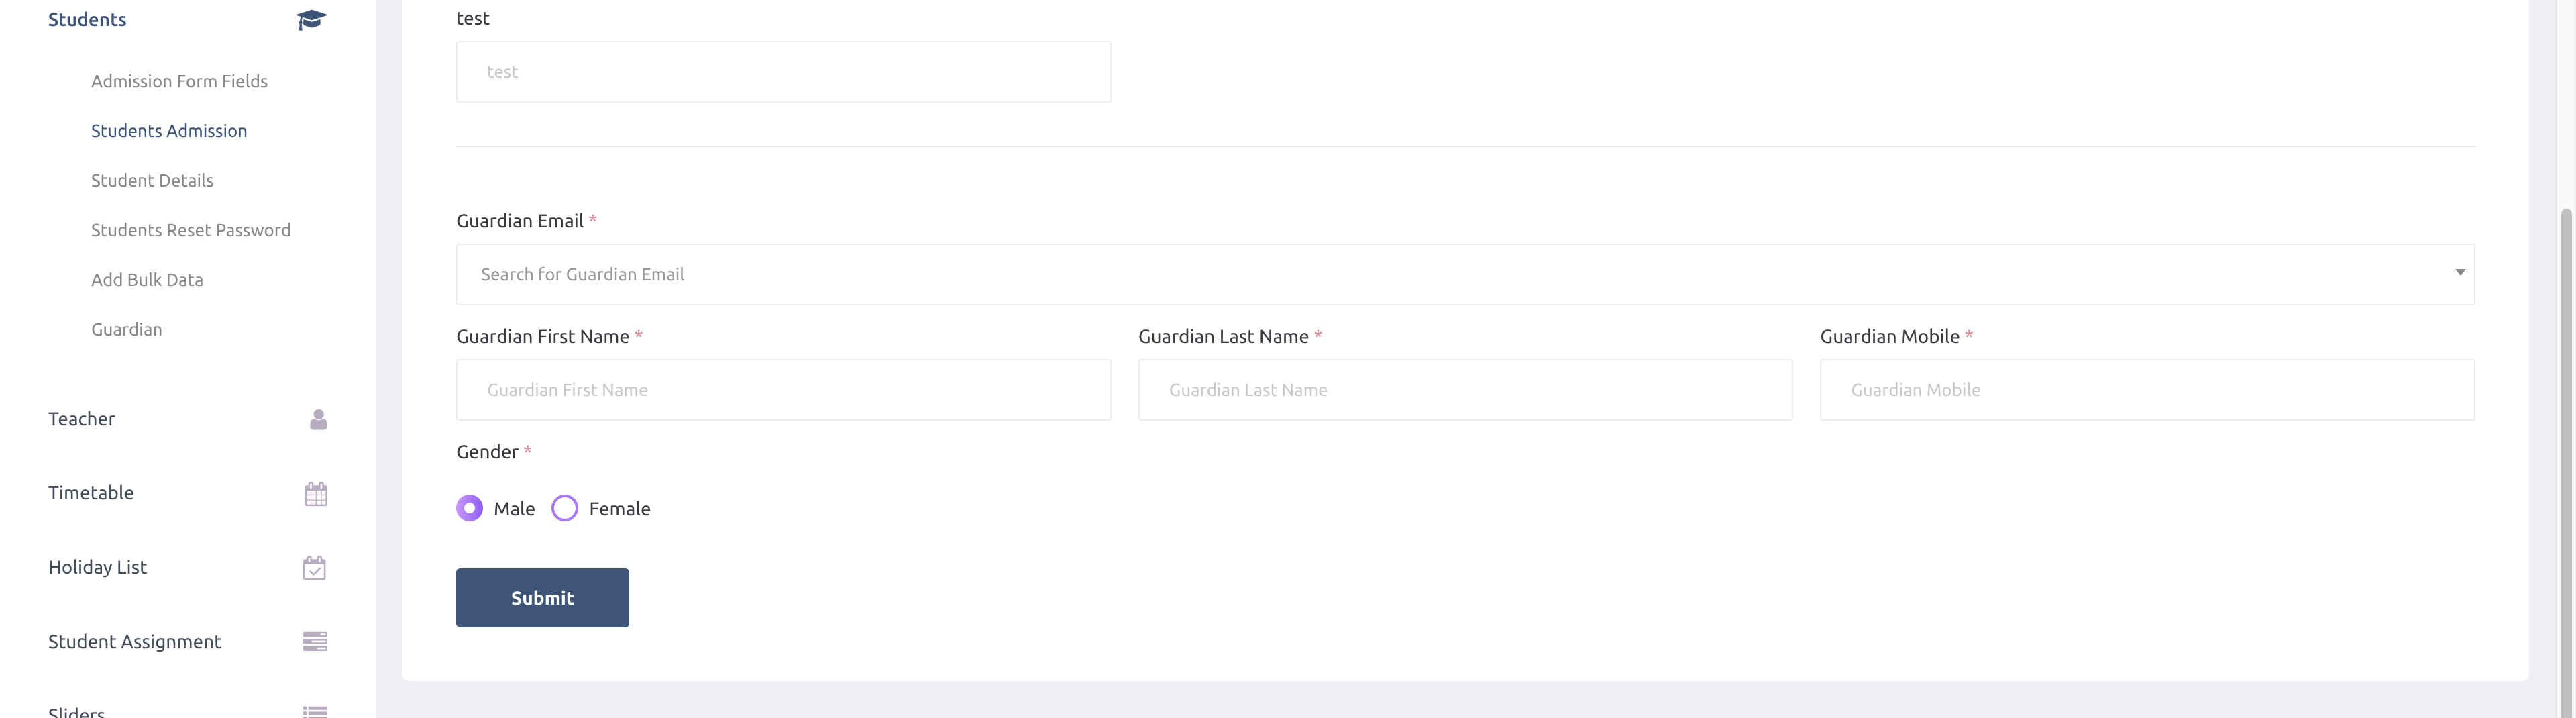 Students
Admission Form Fields
Students Admission
Student Details
Students Reset Password
Add Bulk Data
Guardian
Teacher
Timetable
Holiday List
Student Assignment
Sliders
test
test
Guardian Email *
Search for Guardian Email
Guardian First Name * Guardian Last Name * Guardian Mobile *
Guardian First Name Guardian Last Name Guardian Mobile
Gender *
Male Female
Submit